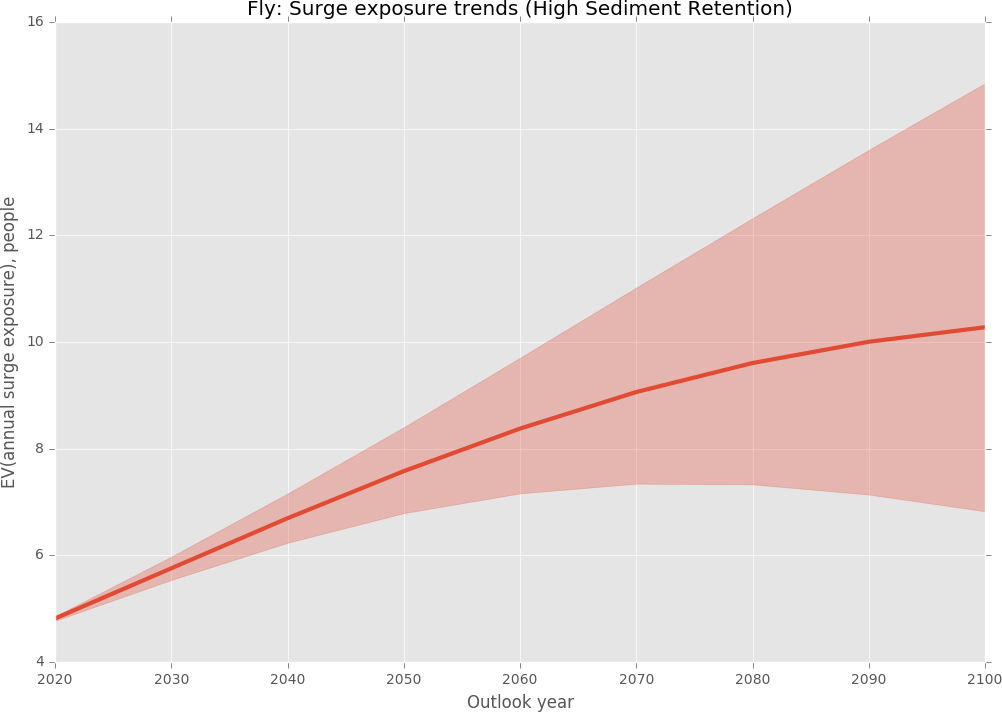 Fly: Surge exposure trends (High Sediment Retention)
16
14
12
10
8
6
4
EV(annual surge exposure), people
2020 2030 2040 2050 2060 2070 2080 2090 2100
Outlook year